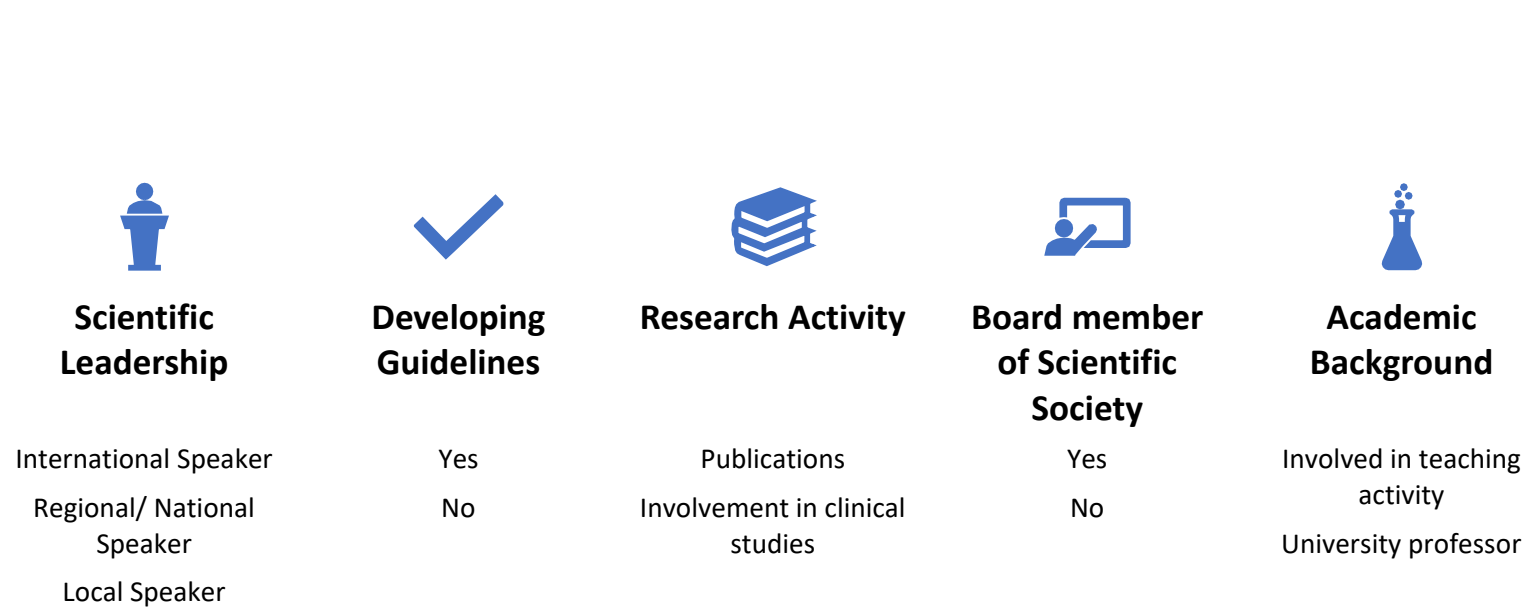 Scientific
Leadership
International Speaker
Regional/ National
Speaker
Local Speaker
Developing
Guidelines
Yes
No
Research Activity
Publications
Involvement in clinical
studies
Board member
of Scientific
Society
Yes
No
Academic
Background
Involved in teaching
activity
University professor